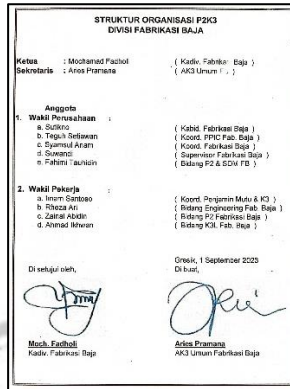 STRUKTUR ORGANISASI P2K3
DIVISI FABRIKASI BAJA
Ketua : Mochamad Fadholi ( Kadiv. Fabrikasi Baja )
Sekretaris : Aries Pramana ( AK3 Umum )
Anggota
1. Wakil Perusahaan :
a. Sutikno ( Kabid. Fabrikasi Baja )
b. Teguh Setiawan ( Koord. PPIC Fab. Baja )
c. Syamsul Anam ( Koord. Fabrikasi Baja )
d. Suwandi ( Supervisor Fabrikasi Baja )
e. Fahimi Tauhidin ( Bidang P2 & SDM FB )
2. Wakil Pekerja :
a. Imam Santoso ( Koord. Penjamin Mutu & K3 )
b. Rheza Ari ( Bidang Engineering Fab. Baja )
c. Zainal Abidin ( Bidang P2 Fabrikasi Baja )
d. Ahmad Ikhwan ( Bidang K3L Fab. Baja )
Gresik, 1 September 2023
Di setujui oleh, Di buat,
Moch. Fadholi Aries Pramana
Kadiv. Fabrikasi Baja AK3 Umum Fabrikasi Baja